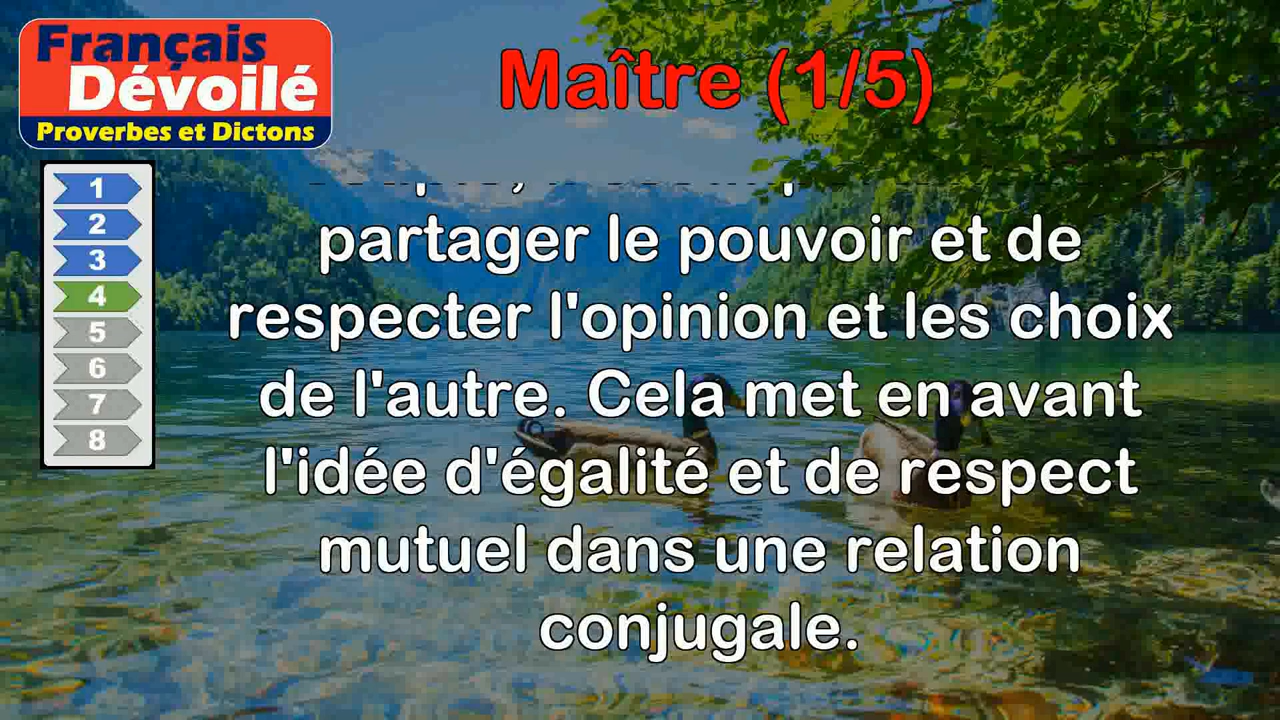 Français
Dévoilé
Proverbes et Dictons
Maître (1/5)
1
2
3
4
5
6
7
8
partager le pouvoir et de
respecter l'opinion et les choix
de l'autre. Cela met en avant
l'idée d'égalité et de respect
mutuel dans une relation
conjugale.